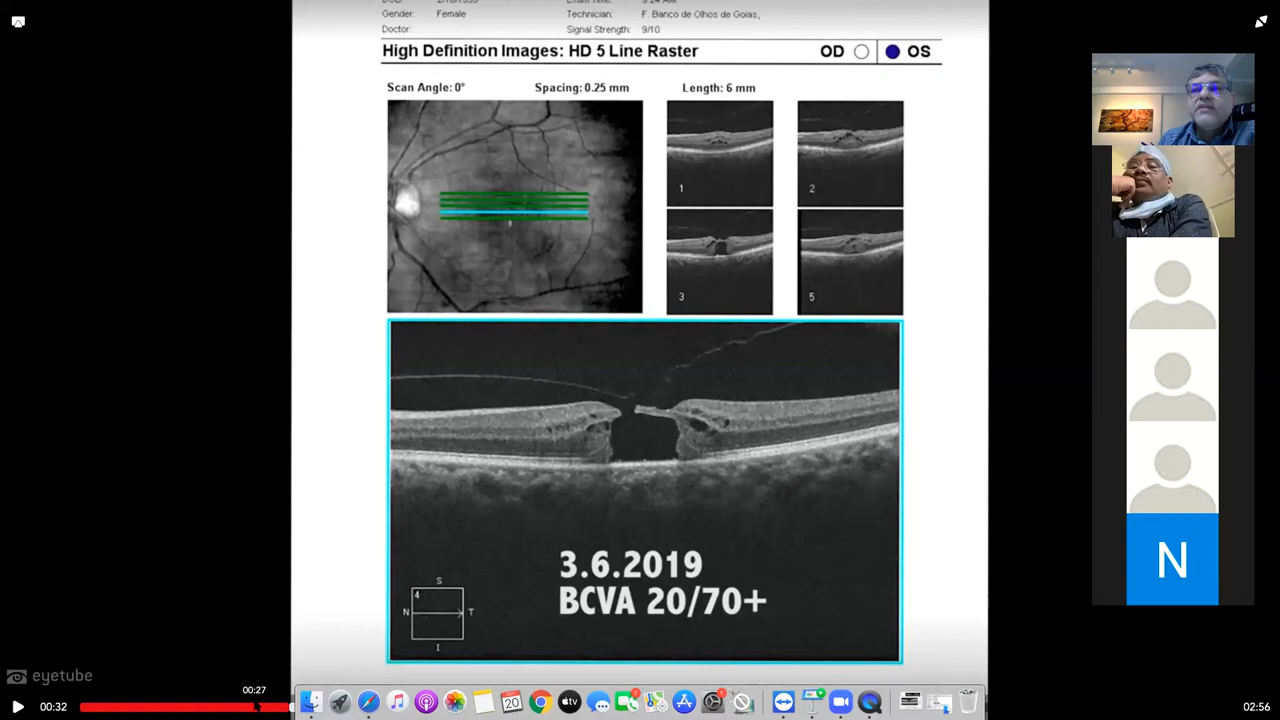 Gender: Female Technician: F. Banco de Olhos de Goias,
Doctor: Signal Strength: 9/10
High Definition Images: HD 5 Line Raster OD OS
Scan Angle: 0° Spacing: 0.25 mm Length: 6 mm
1 2
3 5
3.6.2019
BCVA 20/70+
S
4
N T
I
N
eyetube
00:27
00:32 02:56
20
tv